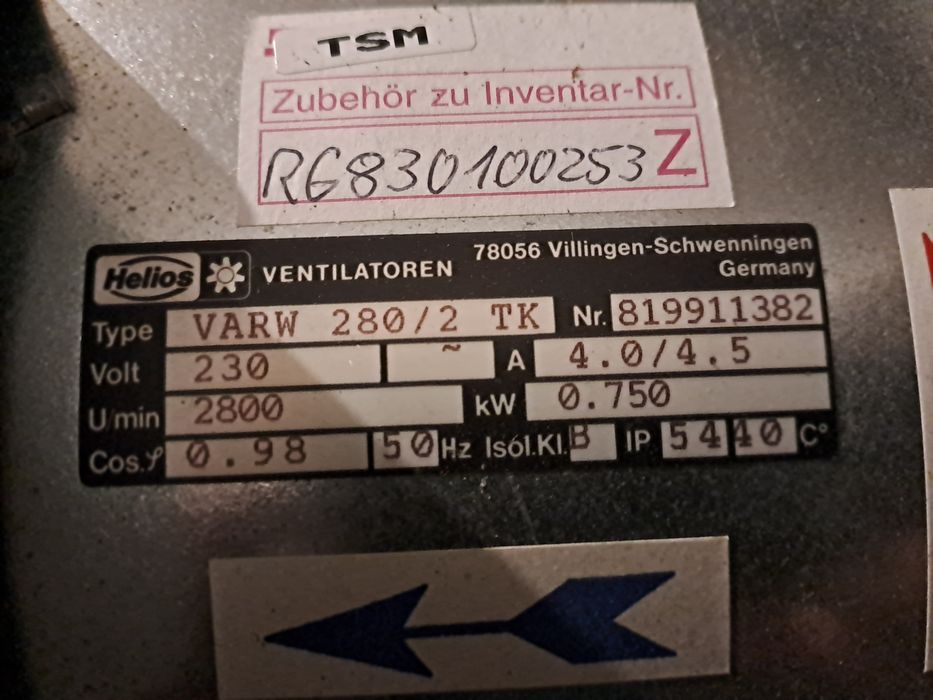 TSM
Zubehör zu Inventar-Nr.
RG830100253 Z
Helios VENTILATOREN 78056 Villingen-Schwenningen
Germany
Type VARW 280/2 TK Nr. 819911382
Volt 230 ~ A 4.0/4.5
U/min 2800 kW 0.750
Cos.φ 0.98 50 Hz Isol.Kl. B IP 54 40 C°